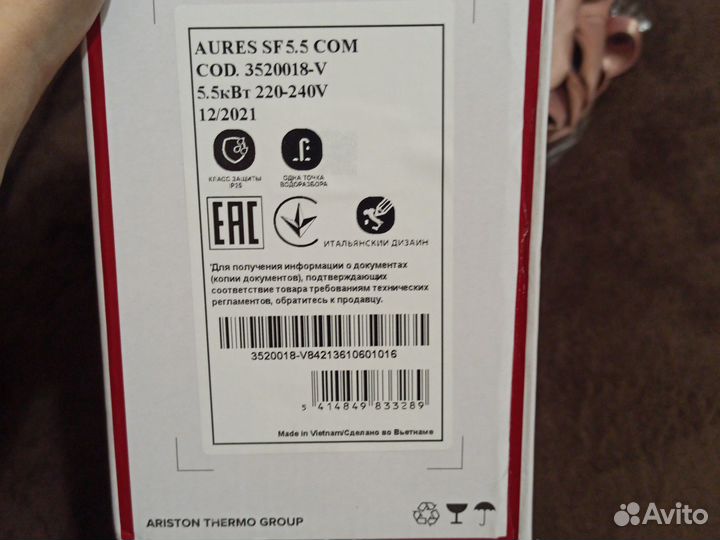 AURES SF5.5 COM
COD. 3520018-V
5.5кВт 220-240V
12/2021
КЛАСС ЗАЩИТЫ
IP25
ОДНА ТОЧКА
ВОДОРАЗБОРА
EAC
ИТАЛЬЯНСКИЙ ДИЗАЙН
*Для получения информации о документах
(копии документов), подтверждающих
соответствие товара требованиям технических
регламентов, обратитесь к продавцу.
3520018-V84213610601016
5 414849 833289
Made in Vietnam/Сделано во Вьетнаме
ARISTON THERMO GROUP
Avito